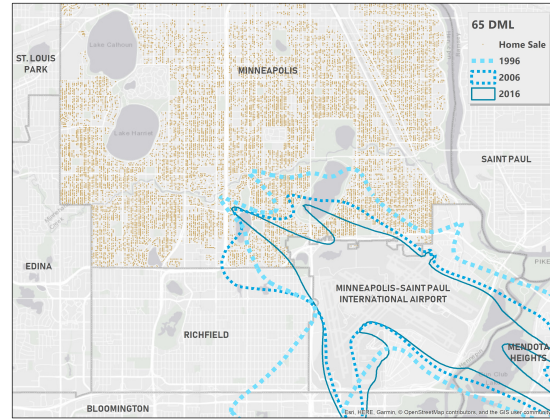 65 DML
Home Sale
1996
2006
2016
Lake Calhoun
ST. LOUIS
PARK
MINNEAPOLIS
Lake Harriet
SAINT PAUL
EDINA
MINNEAPOLIS-SAINT PAUL
INTERNATIONAL AIRPORT
PIKE
RICHFIELD
MENDOTA
HEIGHTS
BLOOMINGTON
Esri, HERE, Garmin, © OpenStreetMap contributors, and the GIS user community